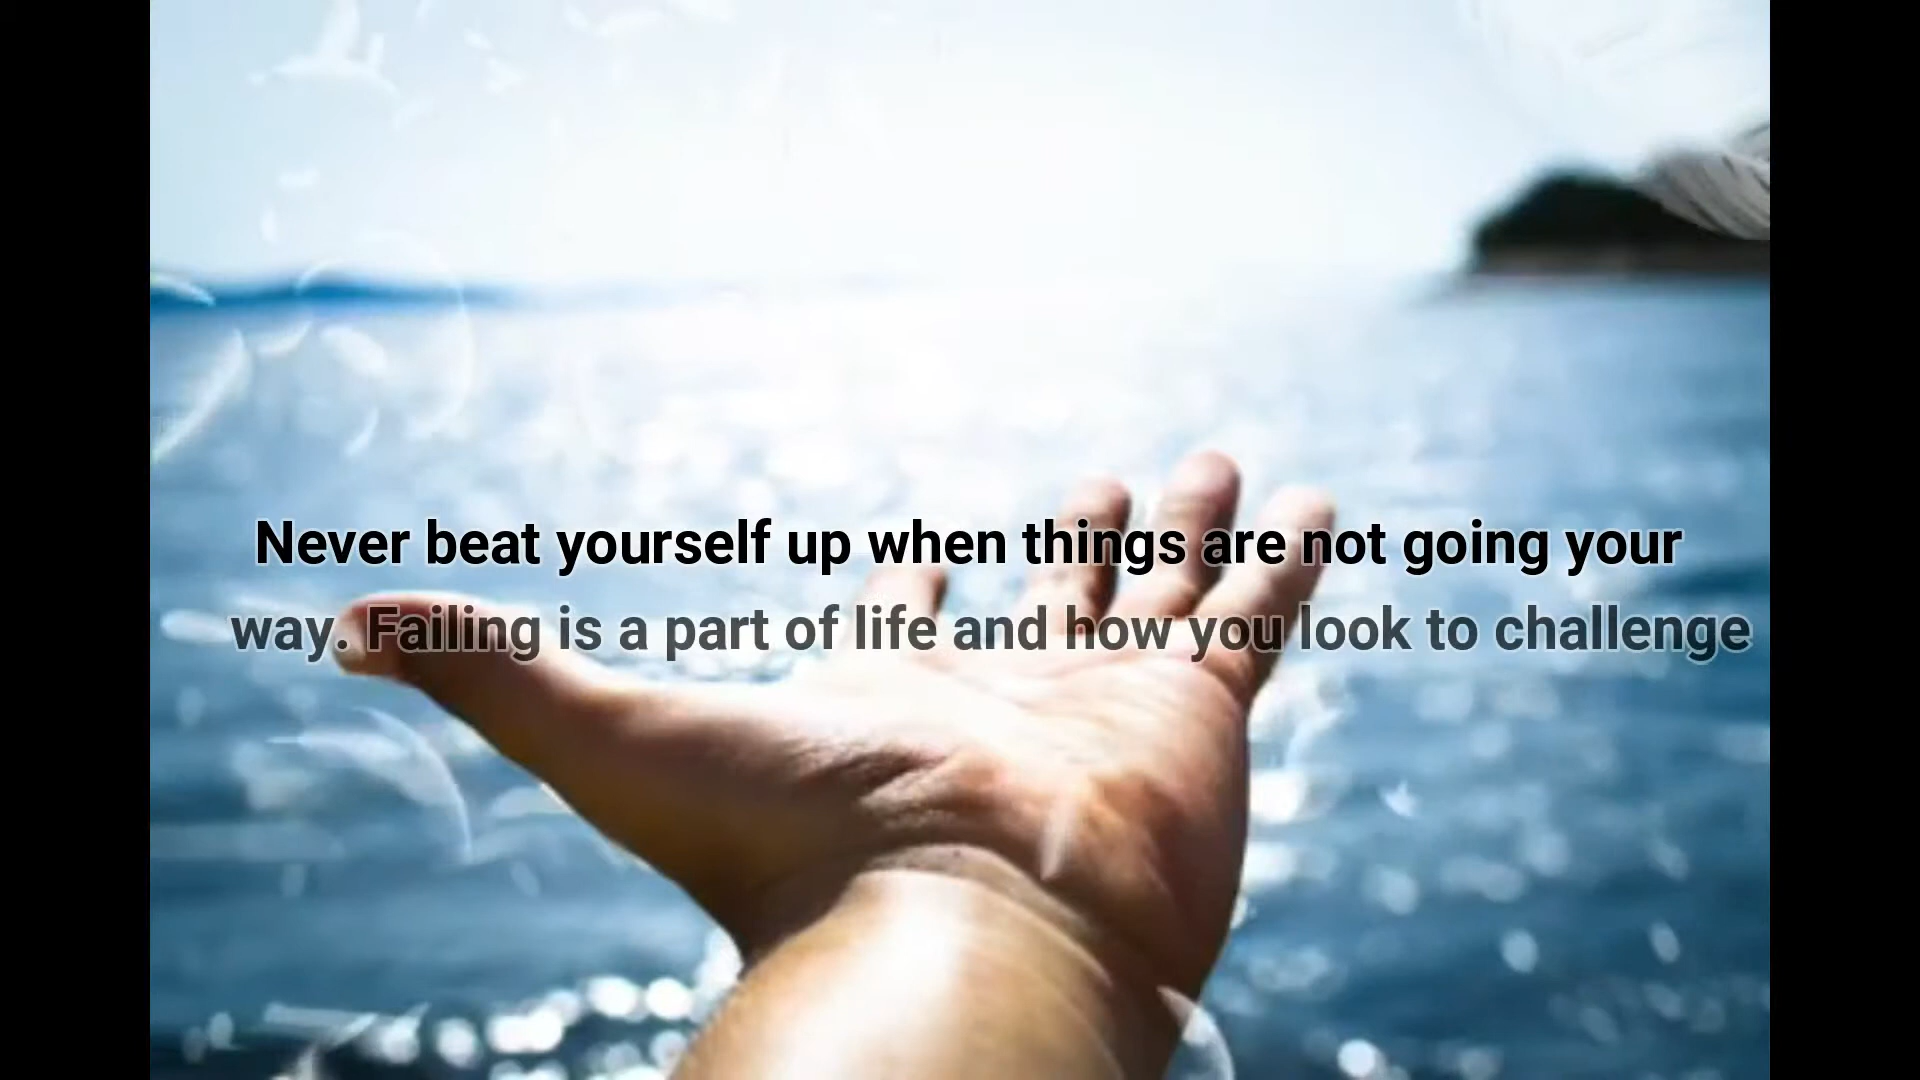 Never beat yourself up when things are not going your
way. Failing is a part of life and how you look to challenge